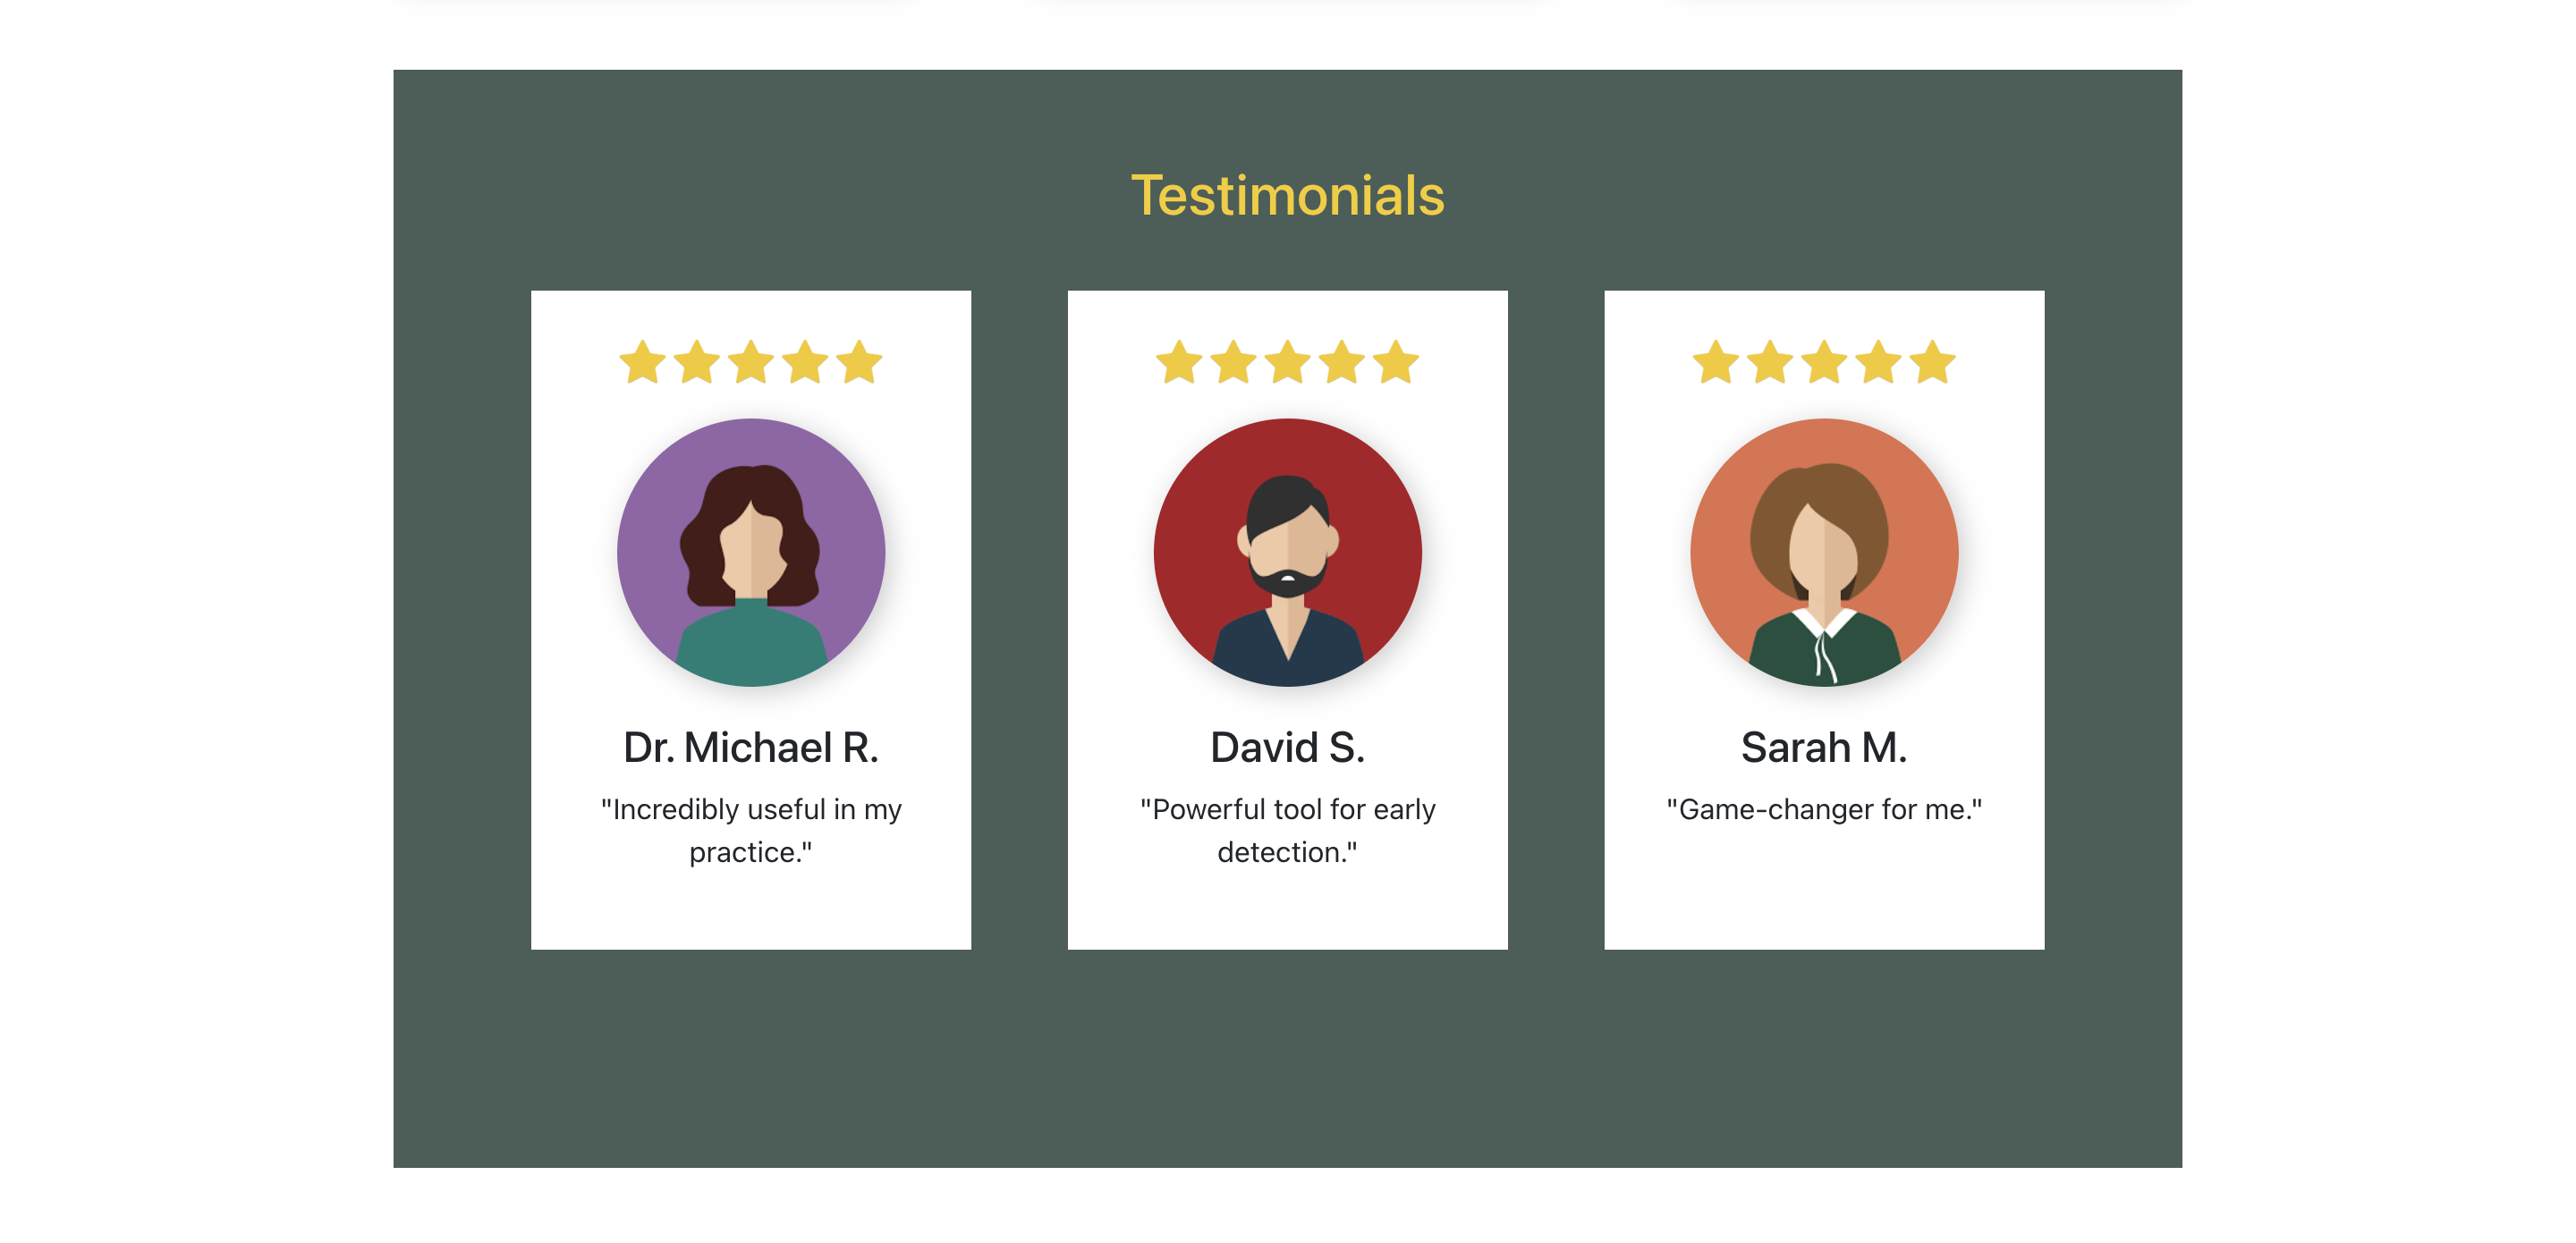 Testimonials
Dr. Michael R.
"Incredibly useful in my
practice."
David S.
"Powerful tool for early
detection."
Sarah M.
"Game-changer for me."